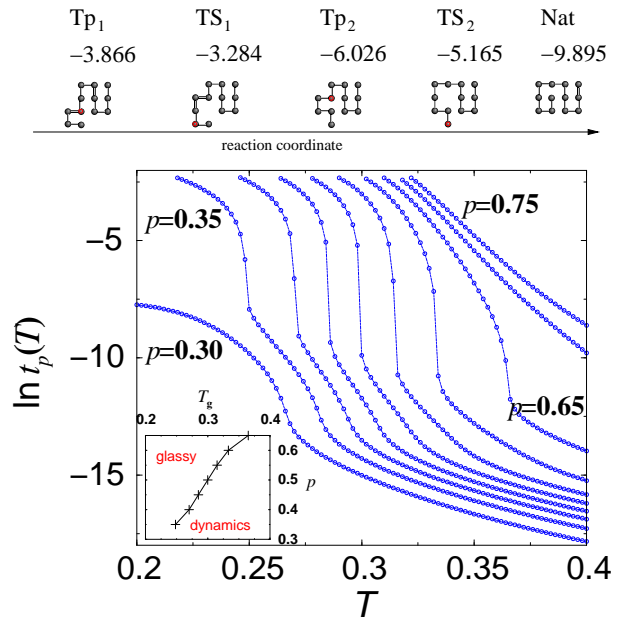 Tp1 TS1 Tp2 TS2 Nat
−3.866 −3.284 −6.026 −5.165 −9.895
reaction coordinate
p=0.75
p=0.35
−5
ln tp(T)
−10
p=0.30
p=0.65
Tg
0.2 0.3 0.4
glassy
dynamics
0.6
0.5
0.4
0.3
p
−15
0.2 0.25 0.3 0.35 0.4
T